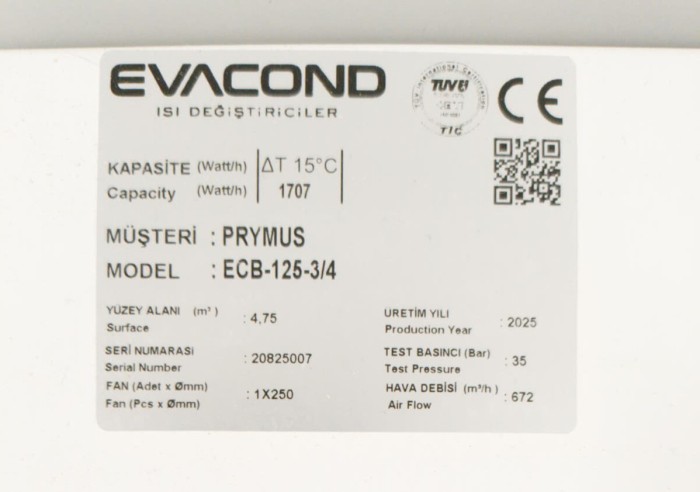 EVACOND
ISI DEĞİŞTİRİCİLER
TIC
CE
KAPASİTE (Watt/h) ΔT 15°C
Capacity (Watt/h) 1707
MÜŞTERİ : PRYMUS
MODEL : ECB-125-3/4
YÜZEY ALANI (m²) : 4,75
Surface
SERİ NUMARASI : 20825007
Serial Number
FAN (Adet x Ømm) : 1X250
Fan (Pcs x Ømm)
URETİM YILI : 2025
Production Year
TEST BASINCI (Bar) : 35
Test Pressure
HAVA DEBİSİ (m³/h) : 672
Air Flow